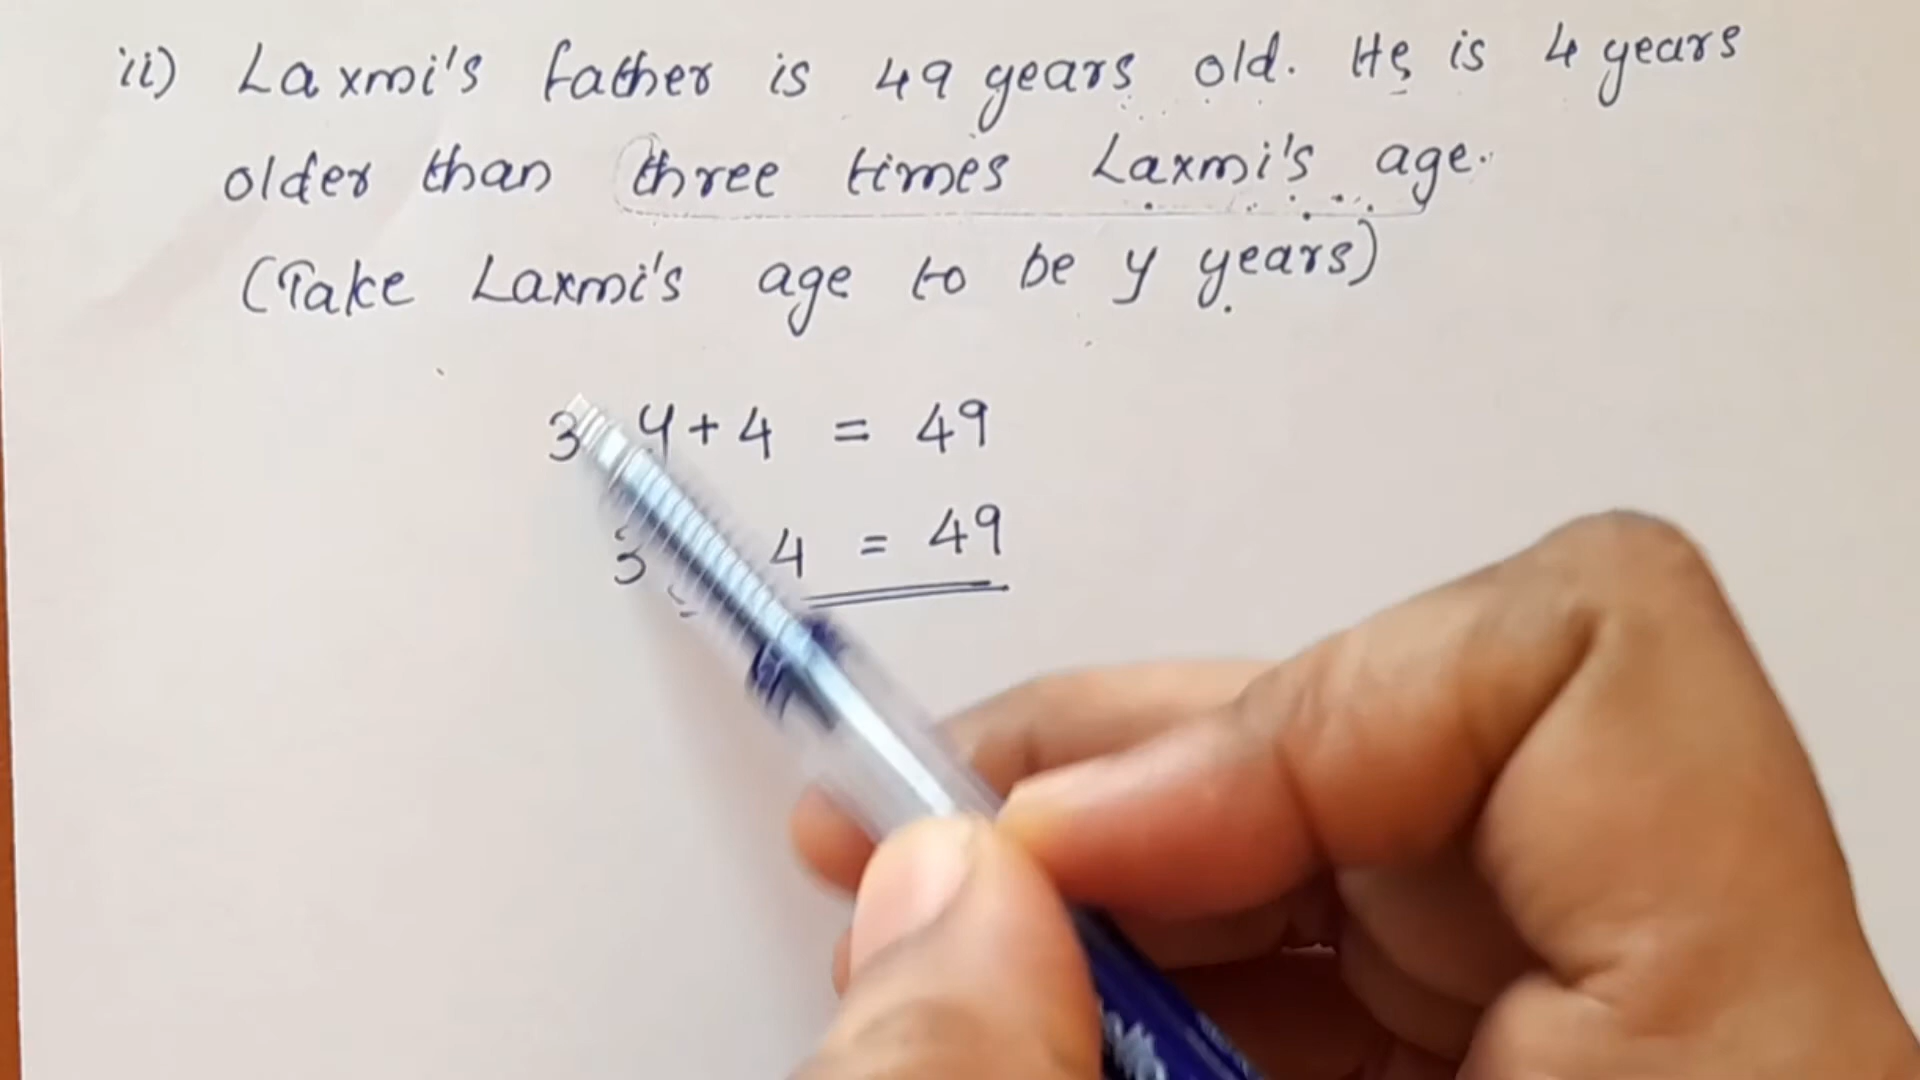 ii) Laxmi's father is 49 years old. He is 4 years
older than three times Laxmi's age.
(Take Laxmi's age to be y years)
3 y + 4 = 49
3 4 = 49